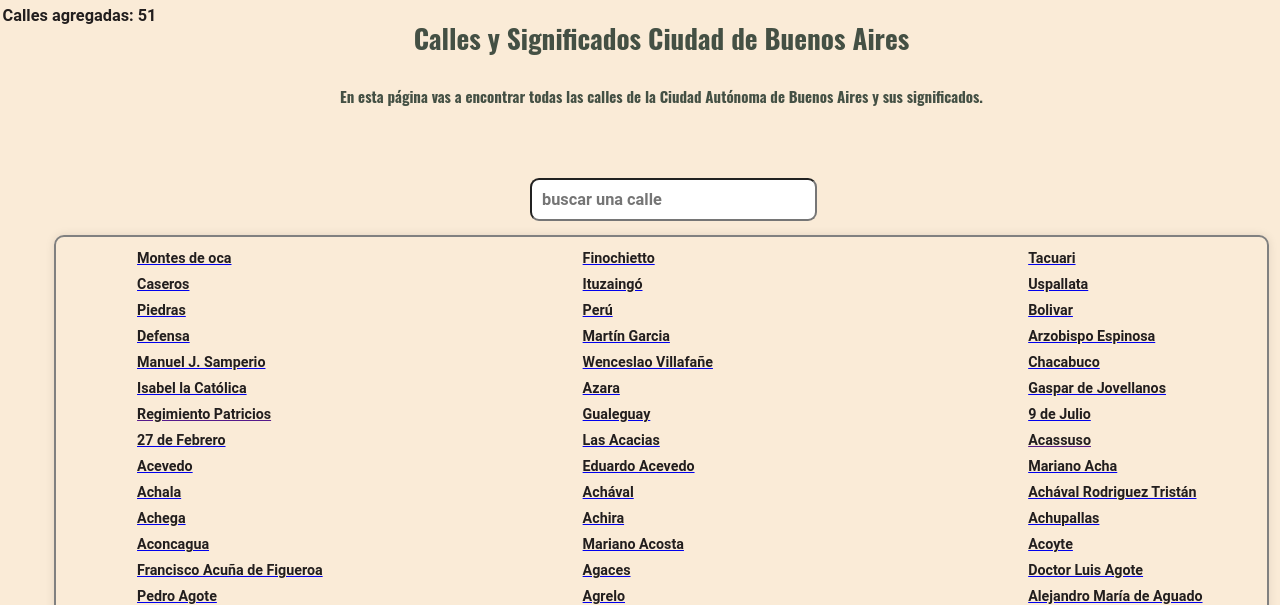 Calles agregadas: 51
Calles y Significados Ciudad de Buenos Aires
En esta página vas a encontrar todas las calles de la Ciudad Autónoma de Buenos Aires y sus significados.
buscar una calle
Montes de oca Finochietto Tacuari
Caseros Ituzaingó Uspallata
Piedras Perú Bolivar
Defensa Martín Garcia Arzobispo Espinosa
Manuel J. Samperio Wenceslao Villafañe Chacabuco
Isabel la Católica Azara Gaspar de Jovellanos
Regimiento Patricios Gualeguay 9 de Julio
27 de Febrero Las Acacias Acassuso
Acevedo Eduardo Acevedo Mariano Acha
Achala Achával Achával Rodriguez Tristán
Achega Achira Achupallas
Aconcagua Mariano Acosta Acoyte
Francisco Acuña de Figueroa Agaces Doctor Luis Agote
Pedro Agote Agrelo Alejandro María de Aguado